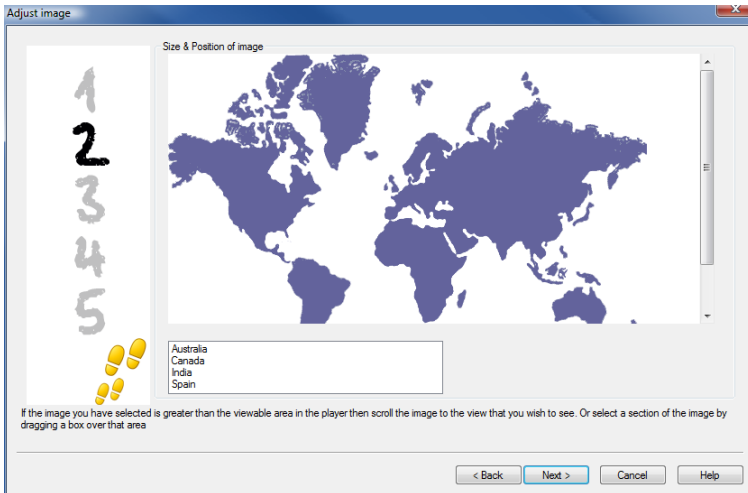 Adjust image
Size & Position of image
1
2
3
4
5
Australia
Canada
India
Spain
If the image you have selected is greater than the viewable area in the player then scroll the image to the view that you wish to see. Or select a section of the image by
dragging a box over that area
< Back Next > Cancel Help